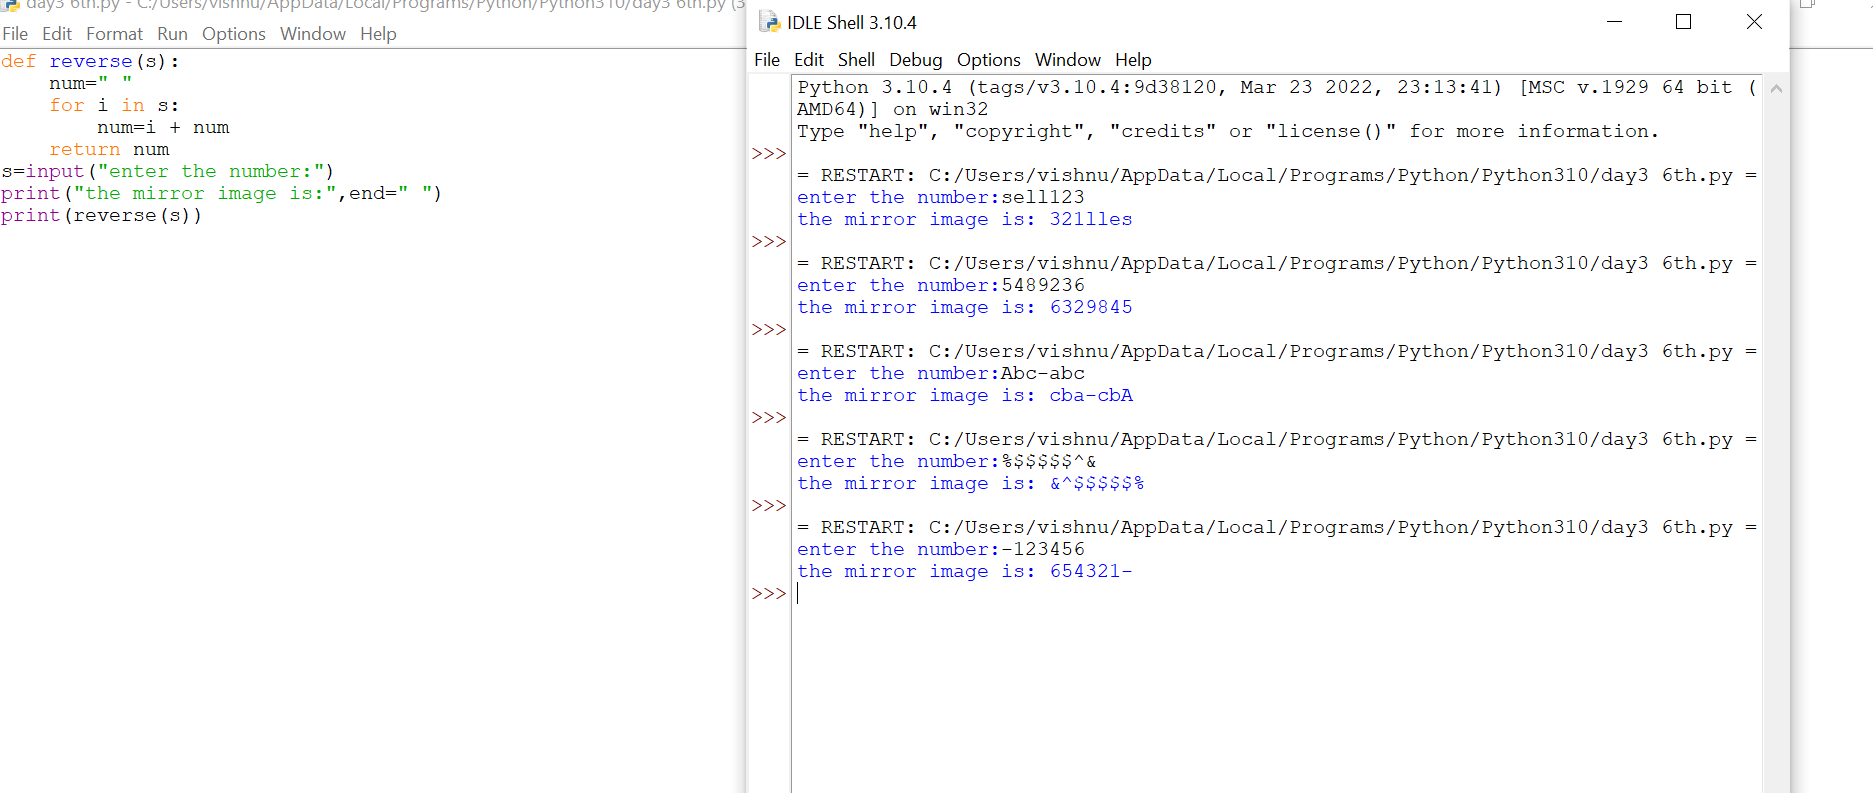 day3 6th.py - C:/Users/vishnu/AppData/Local/Programs/Python/Python310/day3 6th.py (3
File Edit Format Run Options Window Help
def reverse(s):
    num=" "
    for i in s:
        num=i + num
    return num
s=input("enter the number:")
print("the mirror image is:",end=" ")
print(reverse(s))
IDLE Shell 3.10.4
File Edit Shell Debug Options Window Help
Python 3.10.4 (tags/v3.10.4:9d38120, Mar 23 2022, 23:13:41) [MSC v.1929 64 bit (
AMD64)] on win32
Type "help", "copyright", "credits" or "license()" for more information.
>>>
= RESTART: C:/Users/vishnu/AppData/Local/Programs/Python/Python310/day3 6th.py =
enter the number:sell123
the mirror image is: 321lles
>>>
= RESTART: C:/Users/vishnu/AppData/Local/Programs/Python/Python310/day3 6th.py =
enter the number:5489236
the mirror image is: 6329845
>>>
= RESTART: C:/Users/vishnu/AppData/Local/Programs/Python/Python310/day3 6th.py =
enter the number:Abc-abc
the mirror image is: cba-cbA
>>>
= RESTART: C:/Users/vishnu/AppData/Local/Programs/Python/Python310/day3 6th.py =
enter the number:%$$$$$^&
the mirror image is: &^$$$$$%
>>>
= RESTART: C:/Users/vishnu/AppData/Local/Programs/Python/Python310/day3 6th.py =
enter the number:-123456
the mirror image is: 654321-
>>>